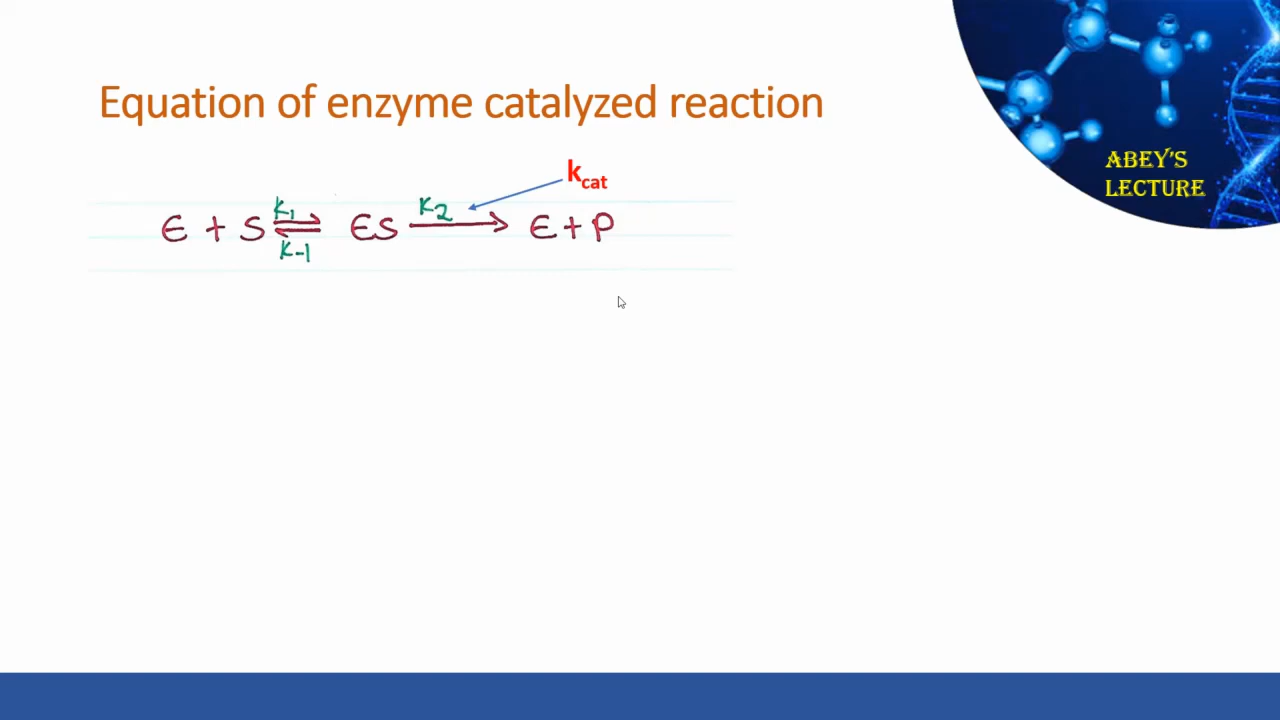 Equation of enzyme catalyzed reaction
ABEY'S
LECTURE
kcat
E + S K1 K-1 ES K2 E + P